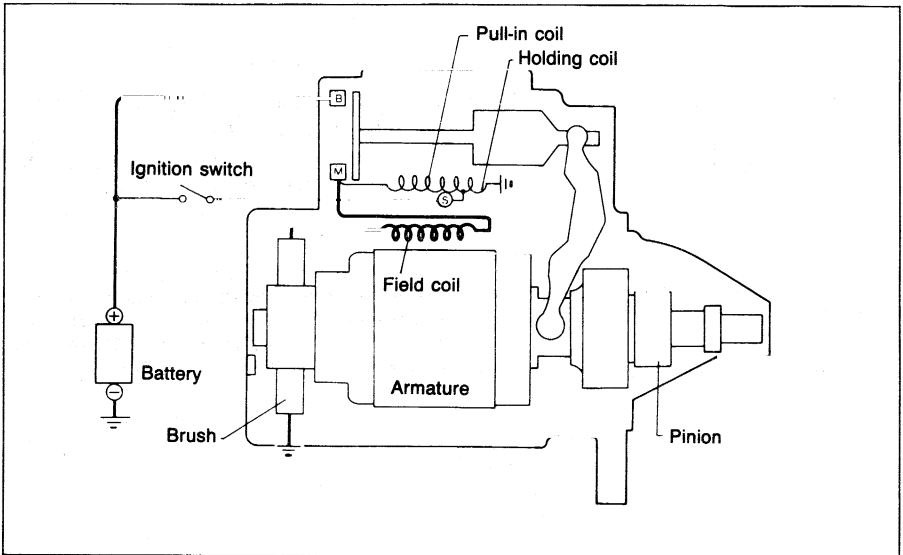 Pull-in coil
Holding coil
B
M
Ignition switch
S
Field coil
+
Battery
−
Armature
Brush
Pinion